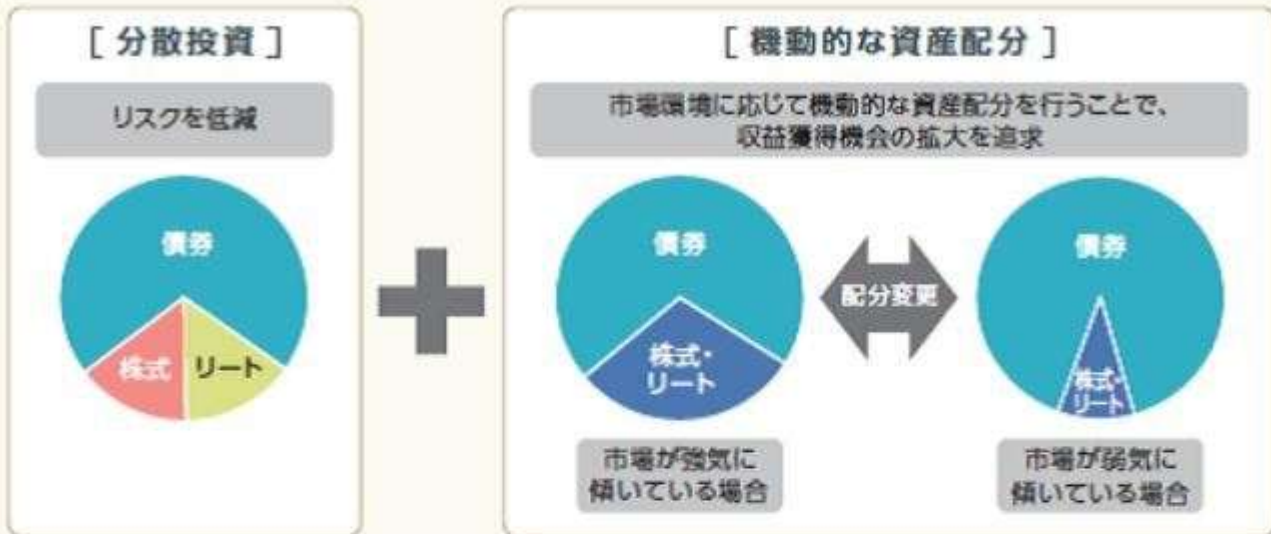 [ 分散投資 ]
リスクを低減
債券
株式
リート
[ 機動的な資産配分 ]
市場環境に応じて機動的な資産配分を行うことで、
収益獲得機会の拡大を追求
債券
株式・
リート
市場が強気に
傾いている場合
配分変更
債券
株式・
リート
市場が弱気に
傾いている場合